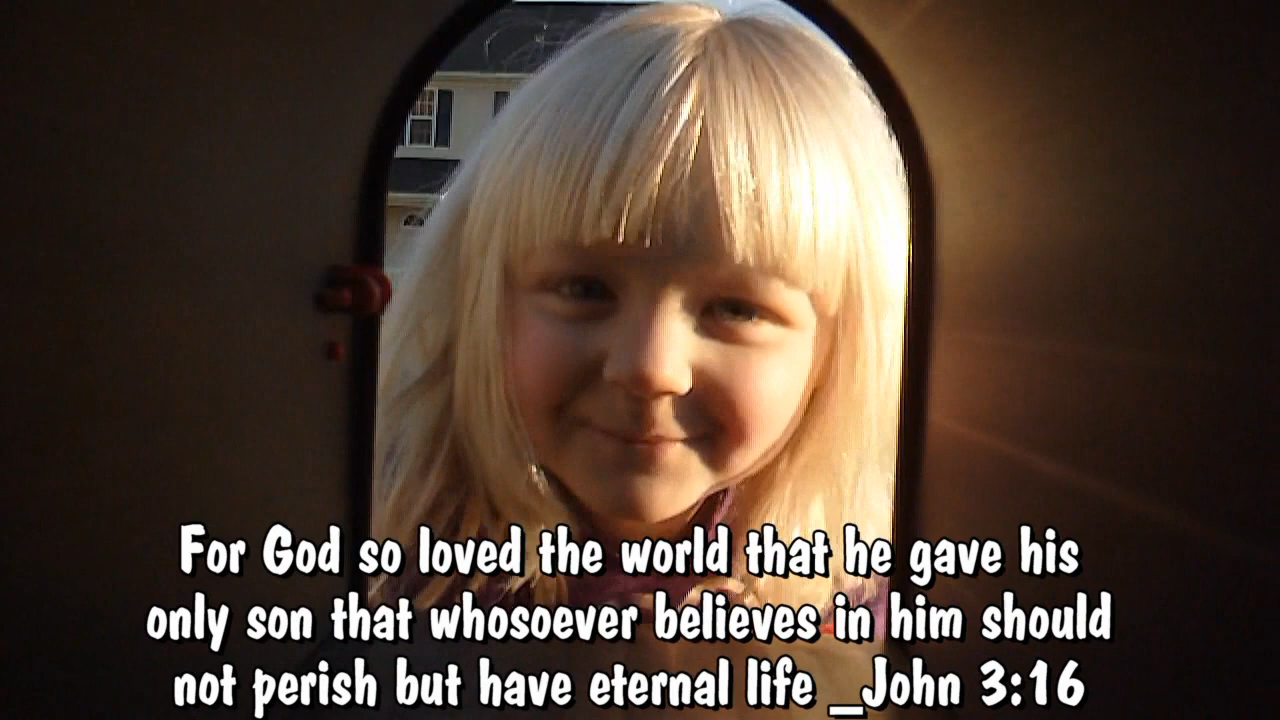 For God so loved the world that he gave his
only son that whosoever believes in him should
not perish but have eternal life _John 3:16